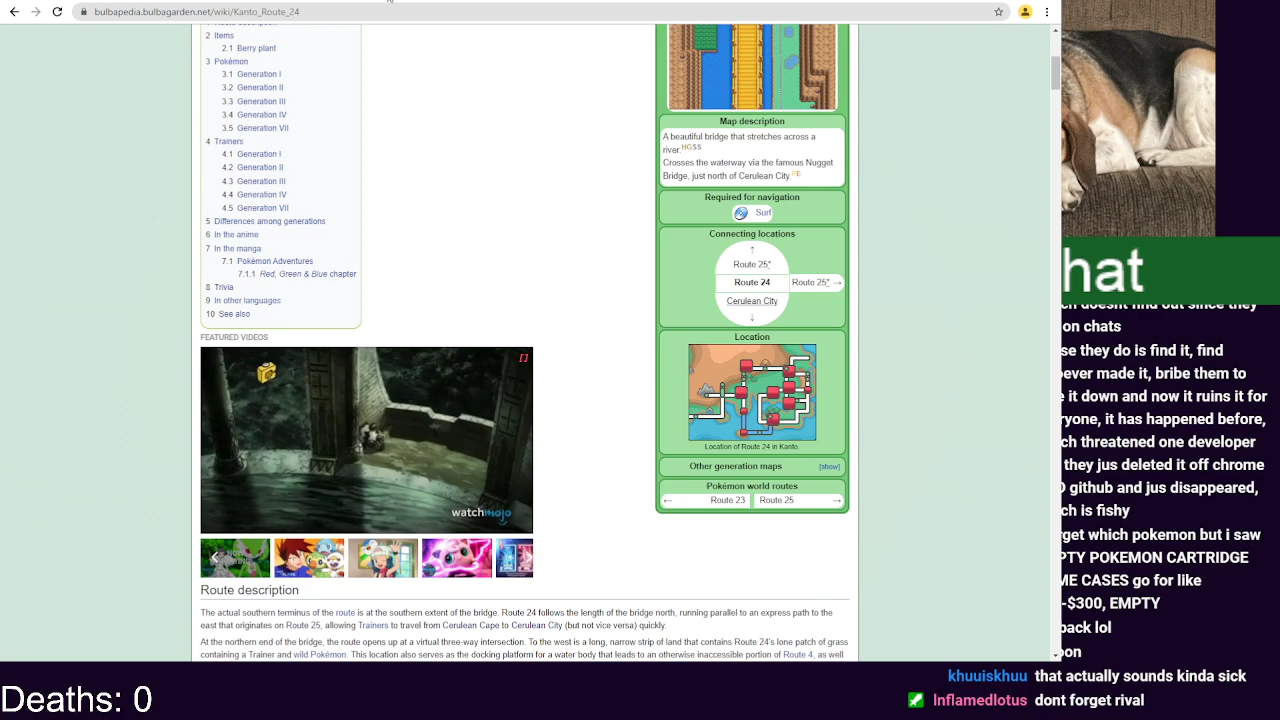 bulbapedia.bulbagarden.net/wiki/Kanto_Route_24
2 Items
2.1 Berry plant
3 Pokémon
3.1 Generation I
3.2 Generation II
3.3 Generation III
3.4 Generation IV
3.5 Generation VII
4 Trainers
4.1 Generation I
4.2 Generation II
4.3 Generation III
4.4 Generation IV
4.5 Generation VII
5 Differences among generations
6 In the anime
7 In the manga
7.1 Pokémon Adventures
7.1.1 Red, Green & Blue chapter
8 Trivia
9 In other languages
10 See also
FEATURED VIDEOS
watchmojo
Map description
A beautiful bridge that stretches across a
river.HGSS
Crosses the waterway via the famous Nugget
Bridge, just north of Cerulean City.PE
Required for navigation
Surf
Connecting locations
↑
Route 25*
Route 24
Route 25* →
Cerulean City
↓
Location
Location of Route 24 in Kanto.
Other generation maps [show]
Pokémon world routes
← Route 23 Route 25 →
Route description
The actual southern terminus of the route is at the southern extent of the bridge. Route 24 follows the length of the bridge north, running parallel to an express path to the
east that originates on Route 25, allowing Trainers to travel from Cerulean Cape to Cerulean City (but not vice versa) quickly.
At the northern end of the bridge, the route opens up at a virtual three-way intersection. To the west is a long, narrow strip of land that contains Route 24's lone patch of grass
containing a Trainer and wild Pokémon. This location also serves as the docking platform for a water body that leads to an otherwise inaccessible portion of Route 4, as well
hat
h doesnt find out since they
on chats
se they do is find it, find
ever made it, bribe them to
e it down and now it ruins it for
eryone, it has happened before,
ch threatened the developer
they jus deleted it off chrome
D github and jus disappeared,
ch is fishy
rget which pokemon but i saw
PTY POKEMON CARTRIDGE
ME CASES go for like
-$300, EMPTY
back lol
oon
khuuiskhuu that actually sounds kinda sick
Inflamedlotus dont forget rival
Deaths: 0